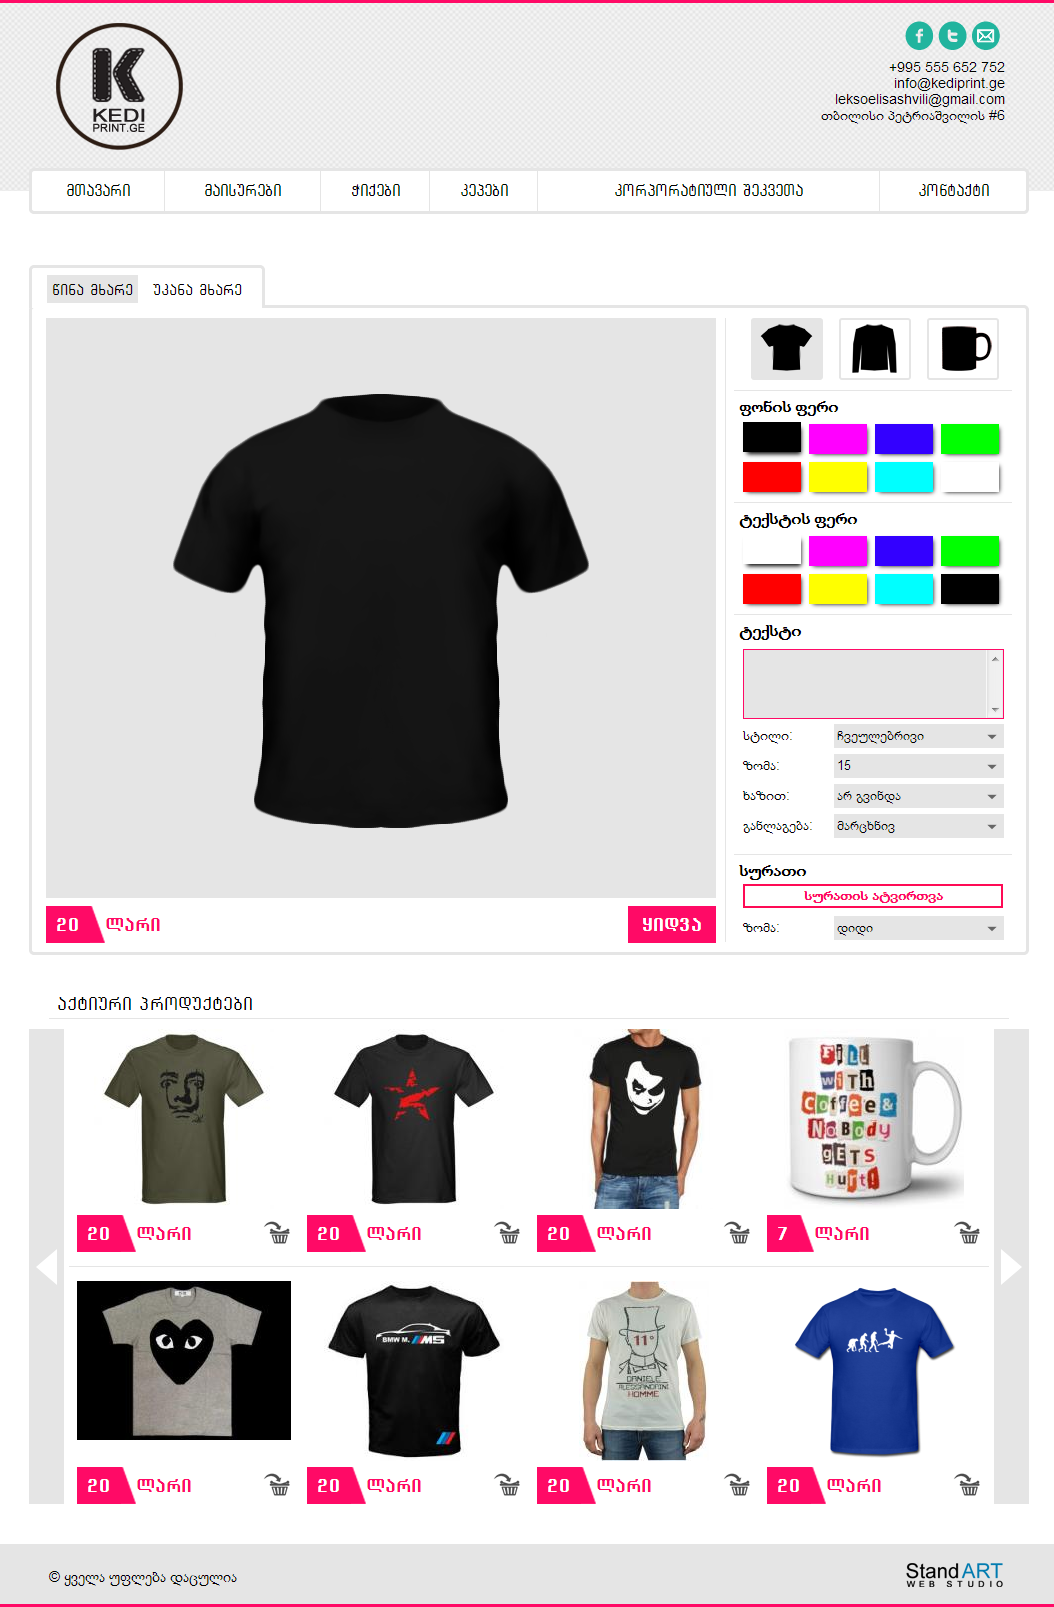 KEDI
PRINT.GE
+995 555 652 752
info@kediprint.ge
leksoelisashvili@gmail.com
თბილისი პეტრიაშვილის #6
მთავარი
მაისურები
ჭიქები
კეპები
კორპორატიული შეკვეთა
კონტაქტი
წინა მხარე
უკანა მხარე
ფონის ფერი
ტექსტის ფერი
ტექსტი
სტილი: ჩვეულებრივი
ზომა: 15
ხაზით: არ გვინდა
განლაგება: მარცხნივ
სურათი
სურათის ატვირთვა
ზომა: დიდი
20 ლარი
ყიდვა
აქტიური პროდუქტები
FILL
with
Coffee &
NoBody
gETS
Hurt!
20 ლარი
20 ლარი
20 ლარი
7 ლარი
BMW M. M5
11
DANIELE
ALESSANDRINI
HOMME
20 ლარი
20 ლარი
20 ლარი
20 ლარი
© ყველა უფლება დაცულია
StandART
WEB STUDIO